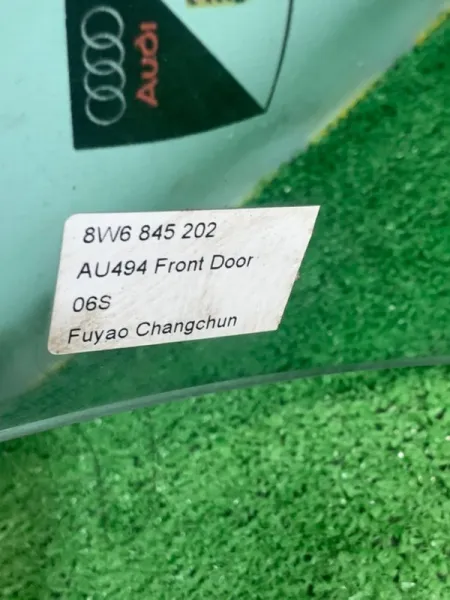 Audi
8W6 845 202
AU494 Front Door
06S
Fuyao Changchun